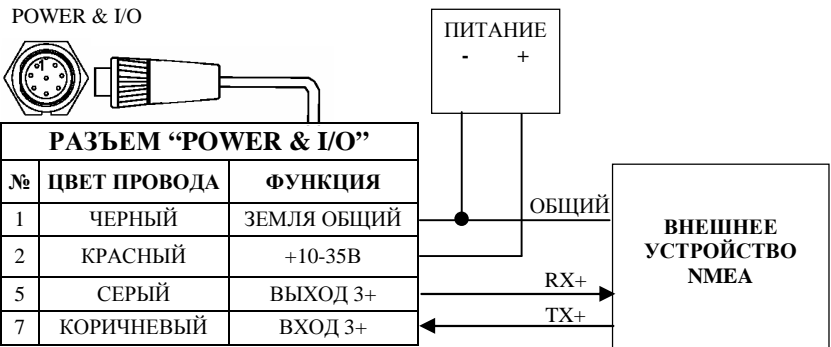 POWER & I/O
ПИТАНИЕ
- +
РАЗЪЕМ “POWER & I/O”
№ ЦВЕТ ПРОВОДА ФУНКЦИЯ
1 ЧЕРНЫЙ ЗЕМЛЯ ОБЩИЙ
2 КРАСНЫЙ +10-35В
5 СЕРЫЙ ВЫХОД 3+
7 КОРИЧНЕВЫЙ ВХОД 3+
ОБЩИЙ
RX+
TX+
ВНЕШНЕЕ
УСТРОЙСТВО
NMEA